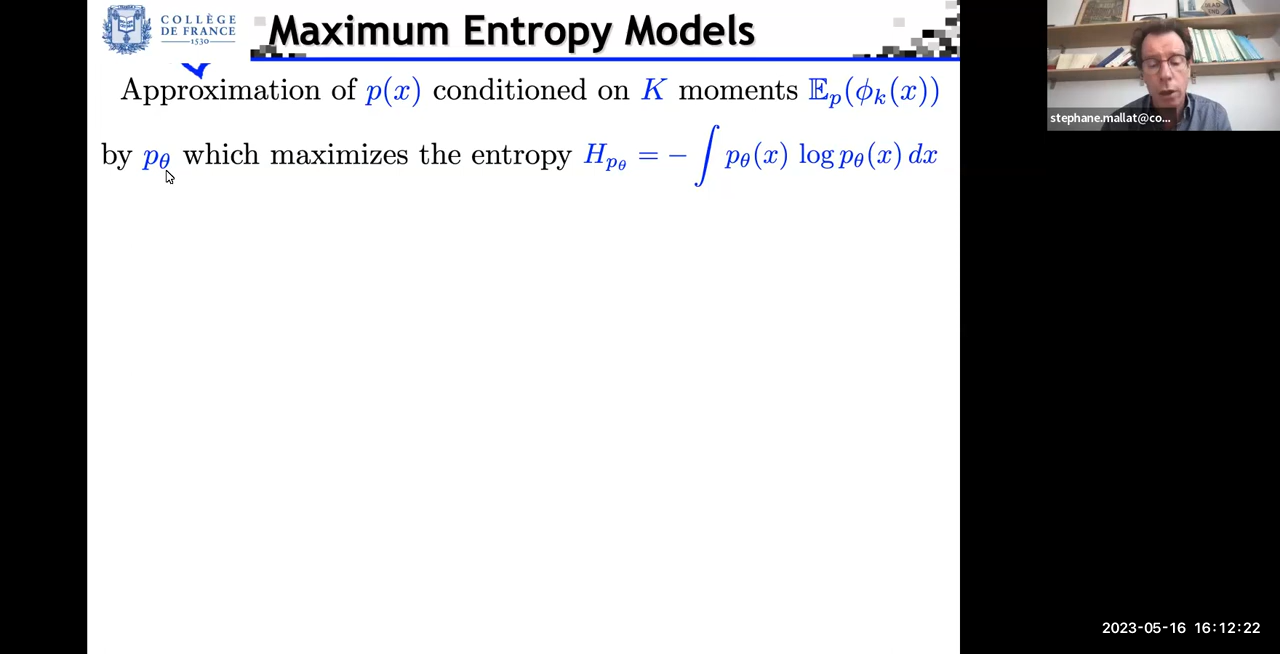 COLLÈGE
DE FRANCE
1530
Maximum Entropy Models
Approximation of p(x) conditioned on K moments 𝔼_p(ϕ_k(x))
by p_θ which maximizes the entropy H_{p_θ} = − ∫ p_θ(x) log p_θ(x) dx
stephane.mallat@co...
2023-05-16 16:12:22